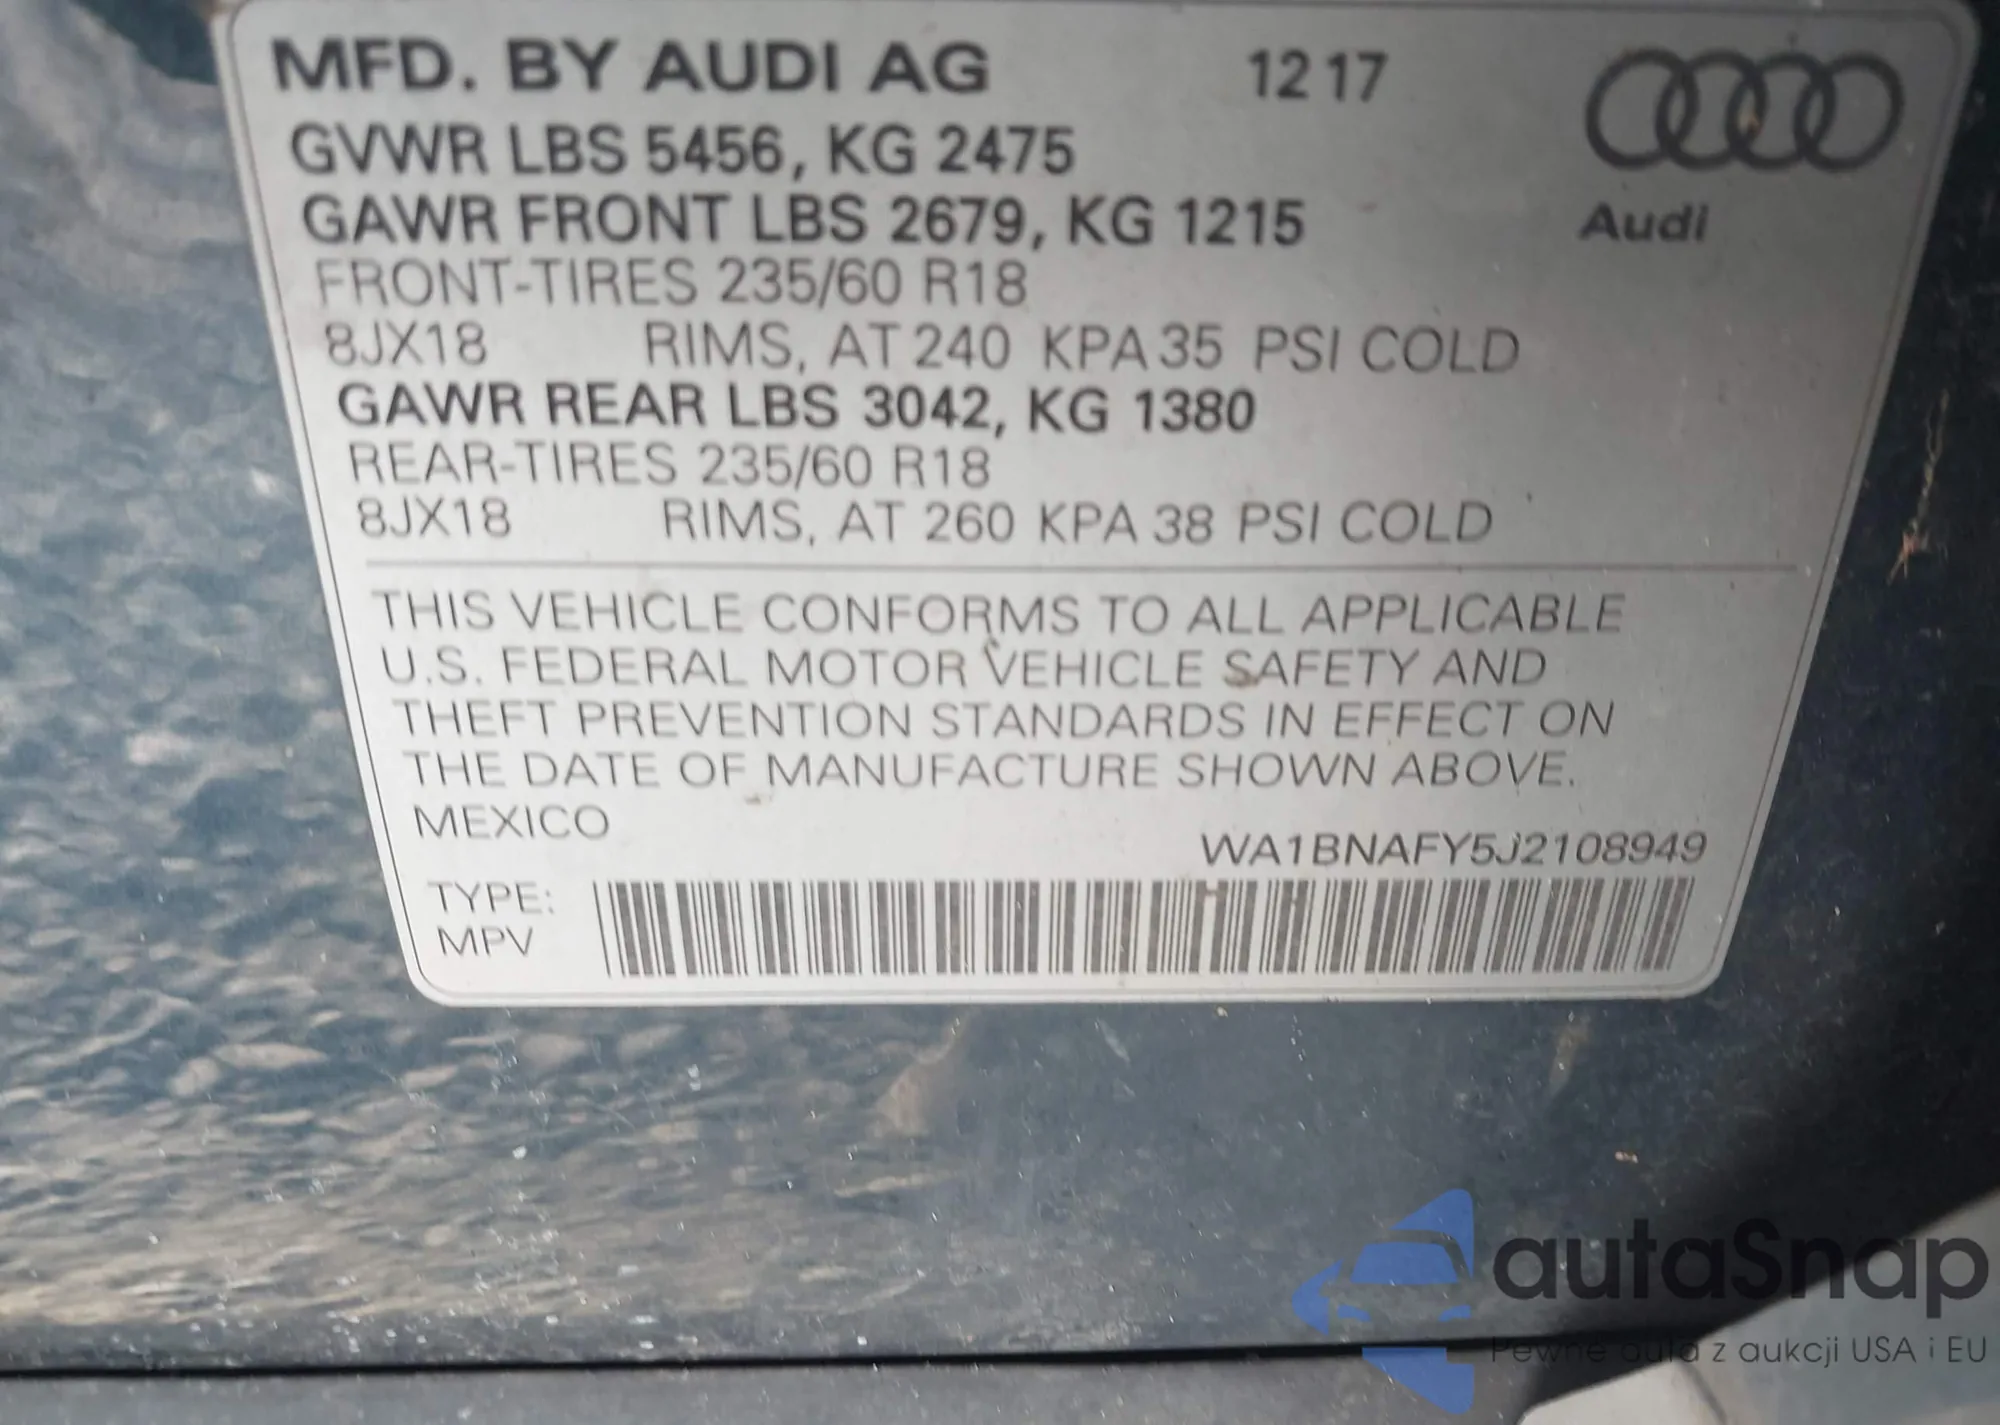 MFD. BY AUDI AG 12 17
GVWR LBS 5456, KG 2475
GAWR FRONT LBS 2679, KG 1215
Audi
FRONT-TIRES 235/60 R18
8JX18 RIMS, AT 240 KPA 35 PSI COLD
GAWR REAR LBS 3042, KG 1380
REAR-TIRES 235/60 R18
8JX18 RIMS, AT 260 KPA 38 PSI COLD
THIS VEHICLE CONFORMS TO ALL APPLICABLE
U.S. FEDERAL MOTOR VEHICLE SAFETY AND
THEFT PREVENTION STANDARDS IN EFFECT ON
THE DATE OF MANUFACTURE SHOWN ABOVE.
MEXICO
WA1BNAFY5J2108949
TYPE:
MPV
autaSnap
Pewne auta z aukcji USA i EU